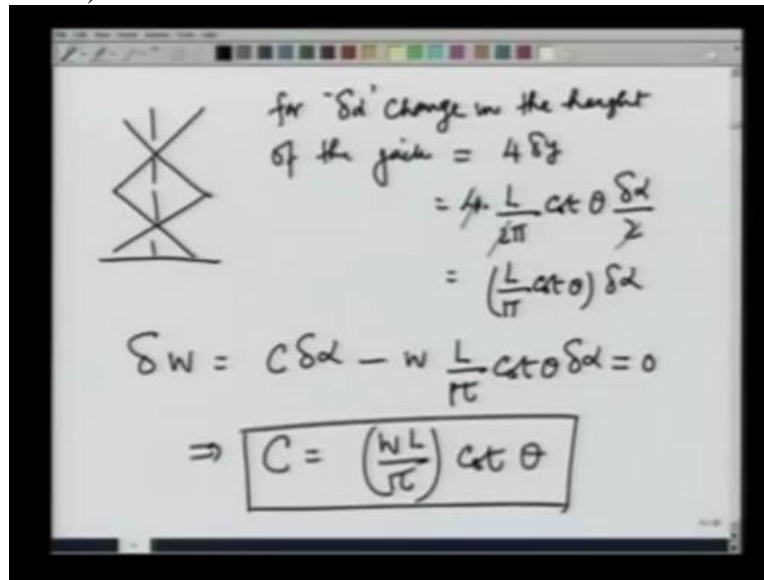 for "δα" change in the height
of the jack = 4 δy
= 4. L/2π cot θ δα/2
= (L/π cot θ) δα
δW = C δα − W L/π cot θ δα = 0
⇒ C = (WL/π) cot θ